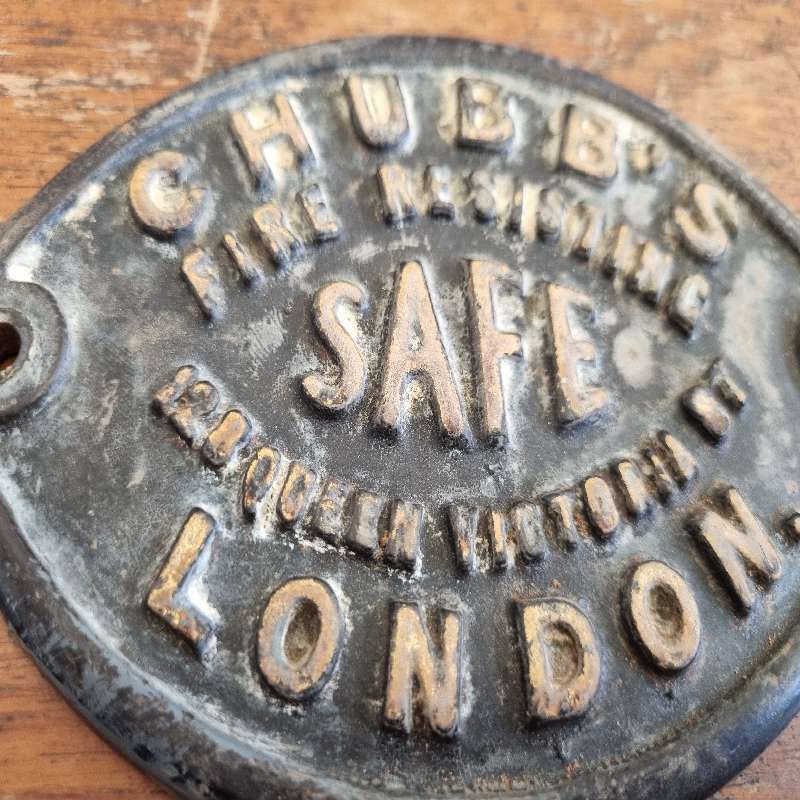 CHUBB'S
FIRE RESISTING
SAFE
128 QUEEN VICTORIA ST
LONDON.